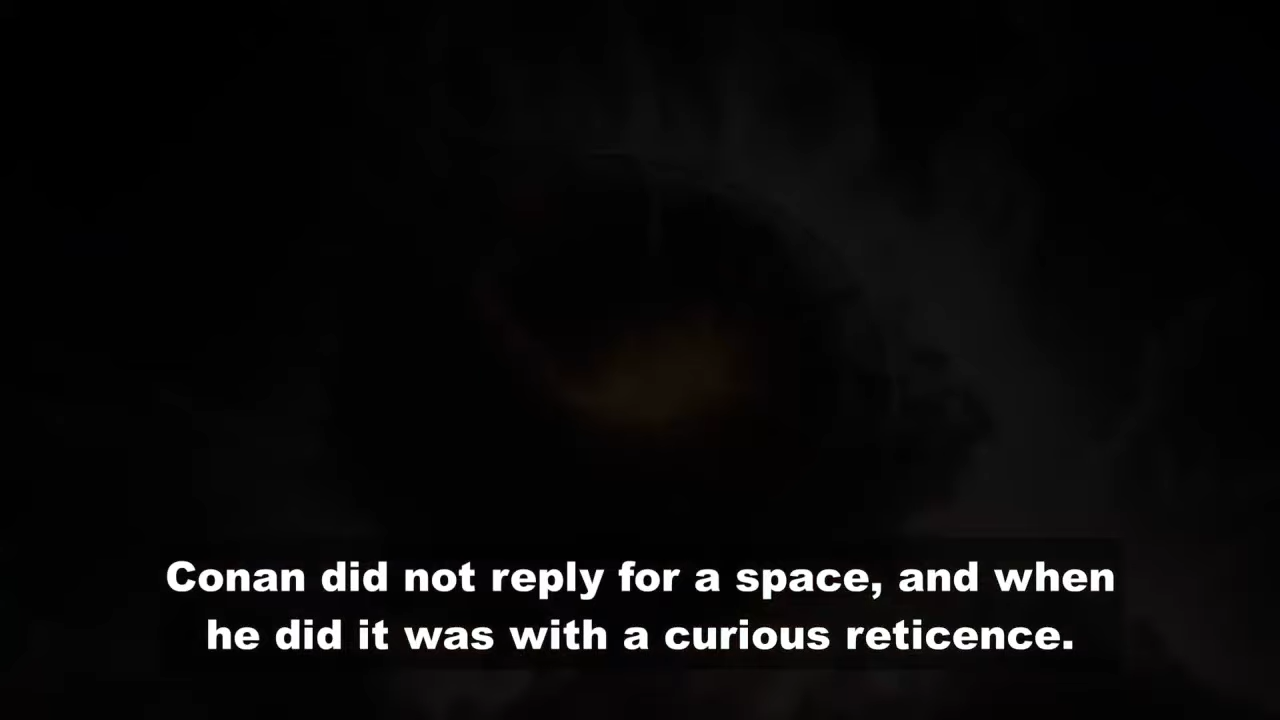 Conan did not reply for a space, and when
he did it was with a curious reticence.